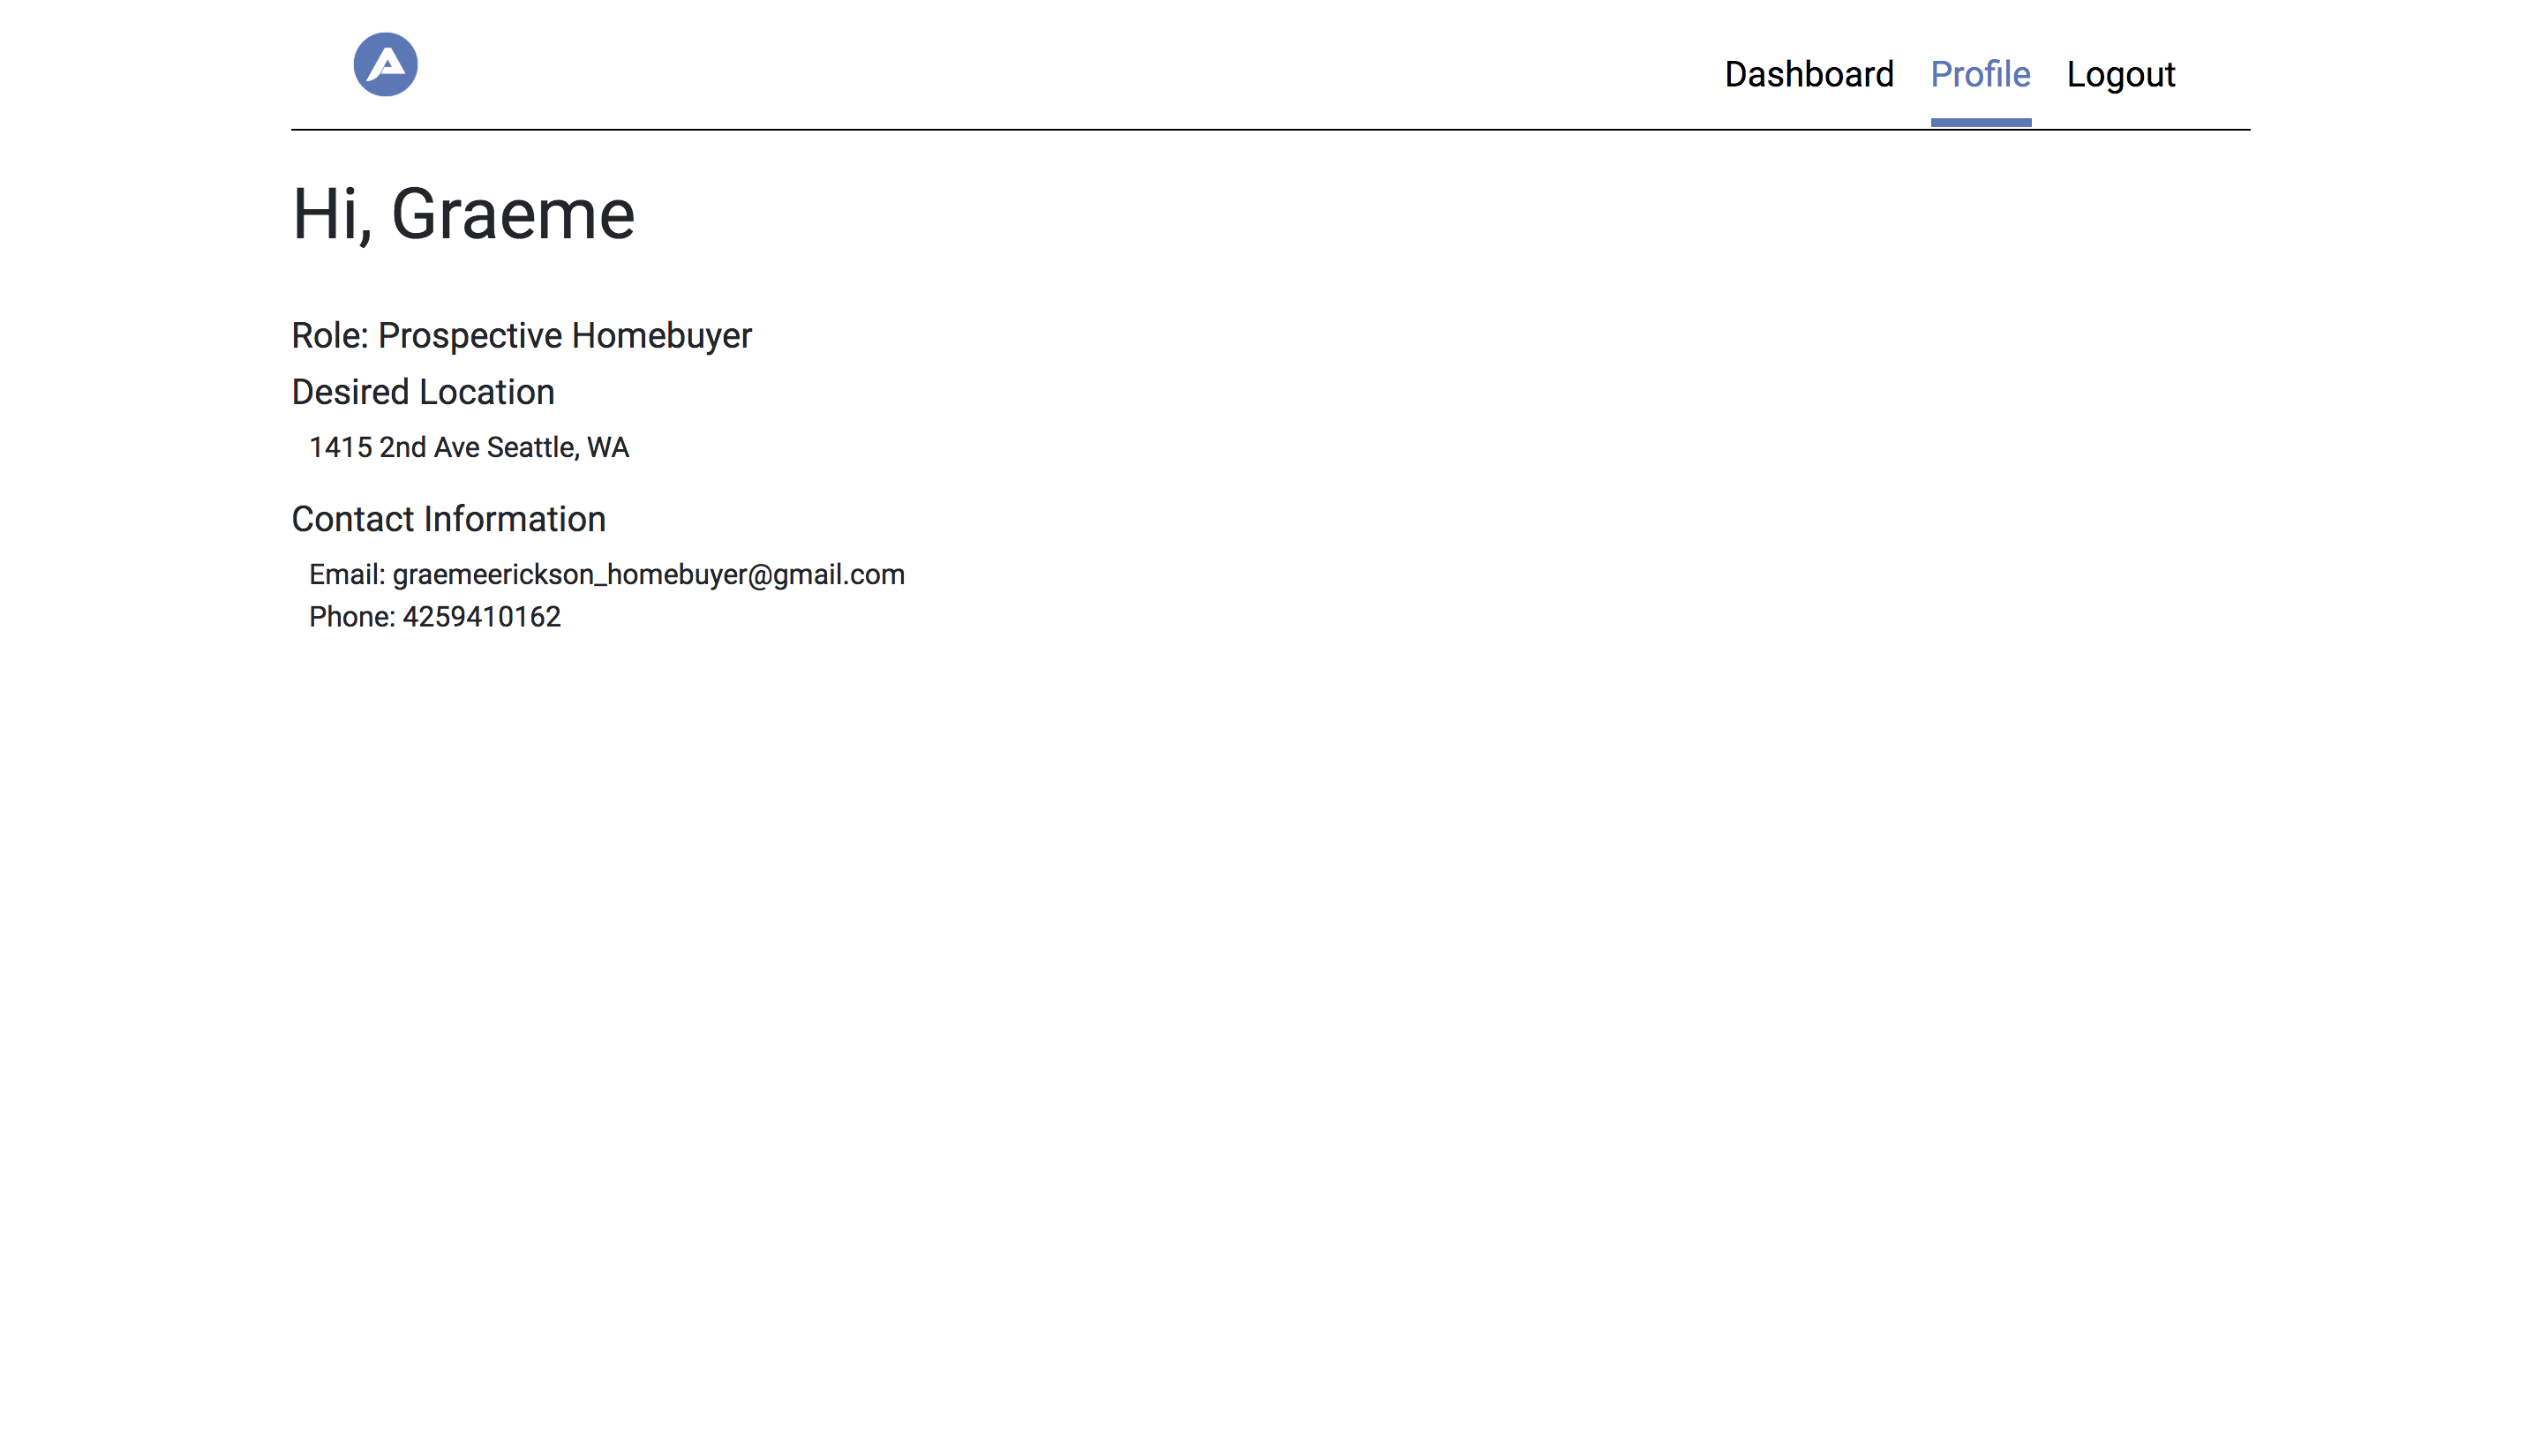 Dashboard Profile Logout
Hi, Graeme
Role: Prospective Homebuyer
Desired Location
1415 2nd Ave Seattle, WA
Contact Information
Email: graemeerickson_homebuyer@gmail.com
Phone: 4259410162